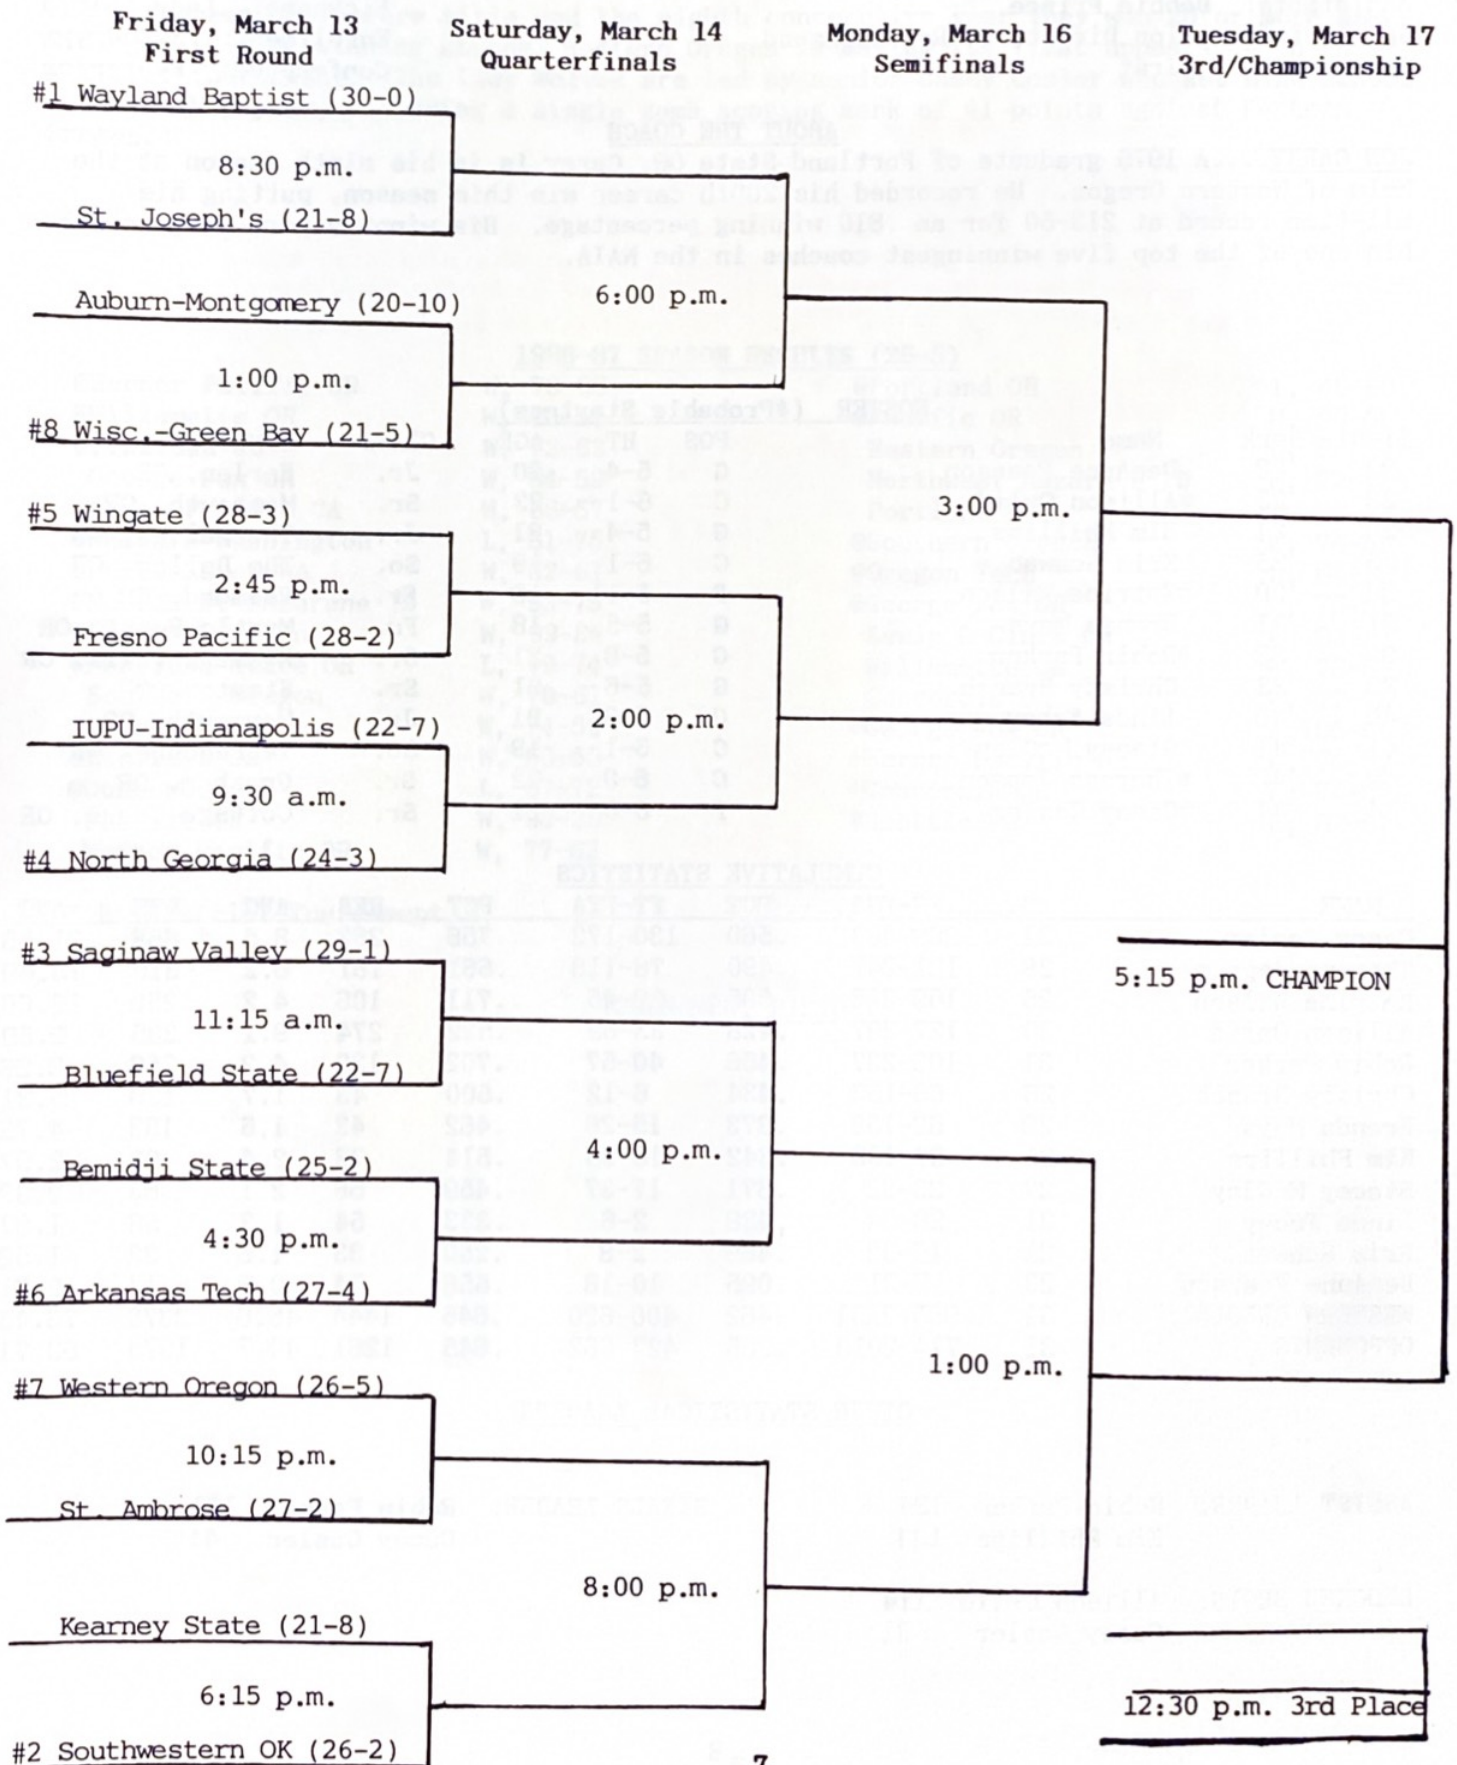 Friday, March 13
First Round
Saturday, March 14
Quarterfinals
Monday, March 16
Semifinals
Tuesday, March 17
3rd/Championship
#1 Wayland Baptist (30-0)
8:30 p.m.
St. Joseph's (21-8)
6:00 p.m.
Auburn-Montgomery (20-10)
1:00 p.m.
#8 Wisc.-Green Bay (21-5)
3:00 p.m.
#5 Wingate (28-3)
2:45 p.m.
Fresno Pacific (28-2)
2:00 p.m.
IUPU-Indianapolis (22-7)
9:30 a.m.
#4 North Georgia (24-3)
5:15 p.m. CHAMPION
#3 Saginaw Valley (29-1)
11:15 a.m.
Bluefield State (22-7)
4:00 p.m.
Bemidji State (25-2)
4:30 p.m.
#6 Arkansas Tech (27-4)
1:00 p.m.
#7 Western Oregon (26-5)
10:15 p.m.
St. Ambrose (27-2)
8:00 p.m.
Kearney State (21-8)
6:15 p.m.
#2 Southwestern OK (26-2)
12:30 p.m. 3rd Place
7